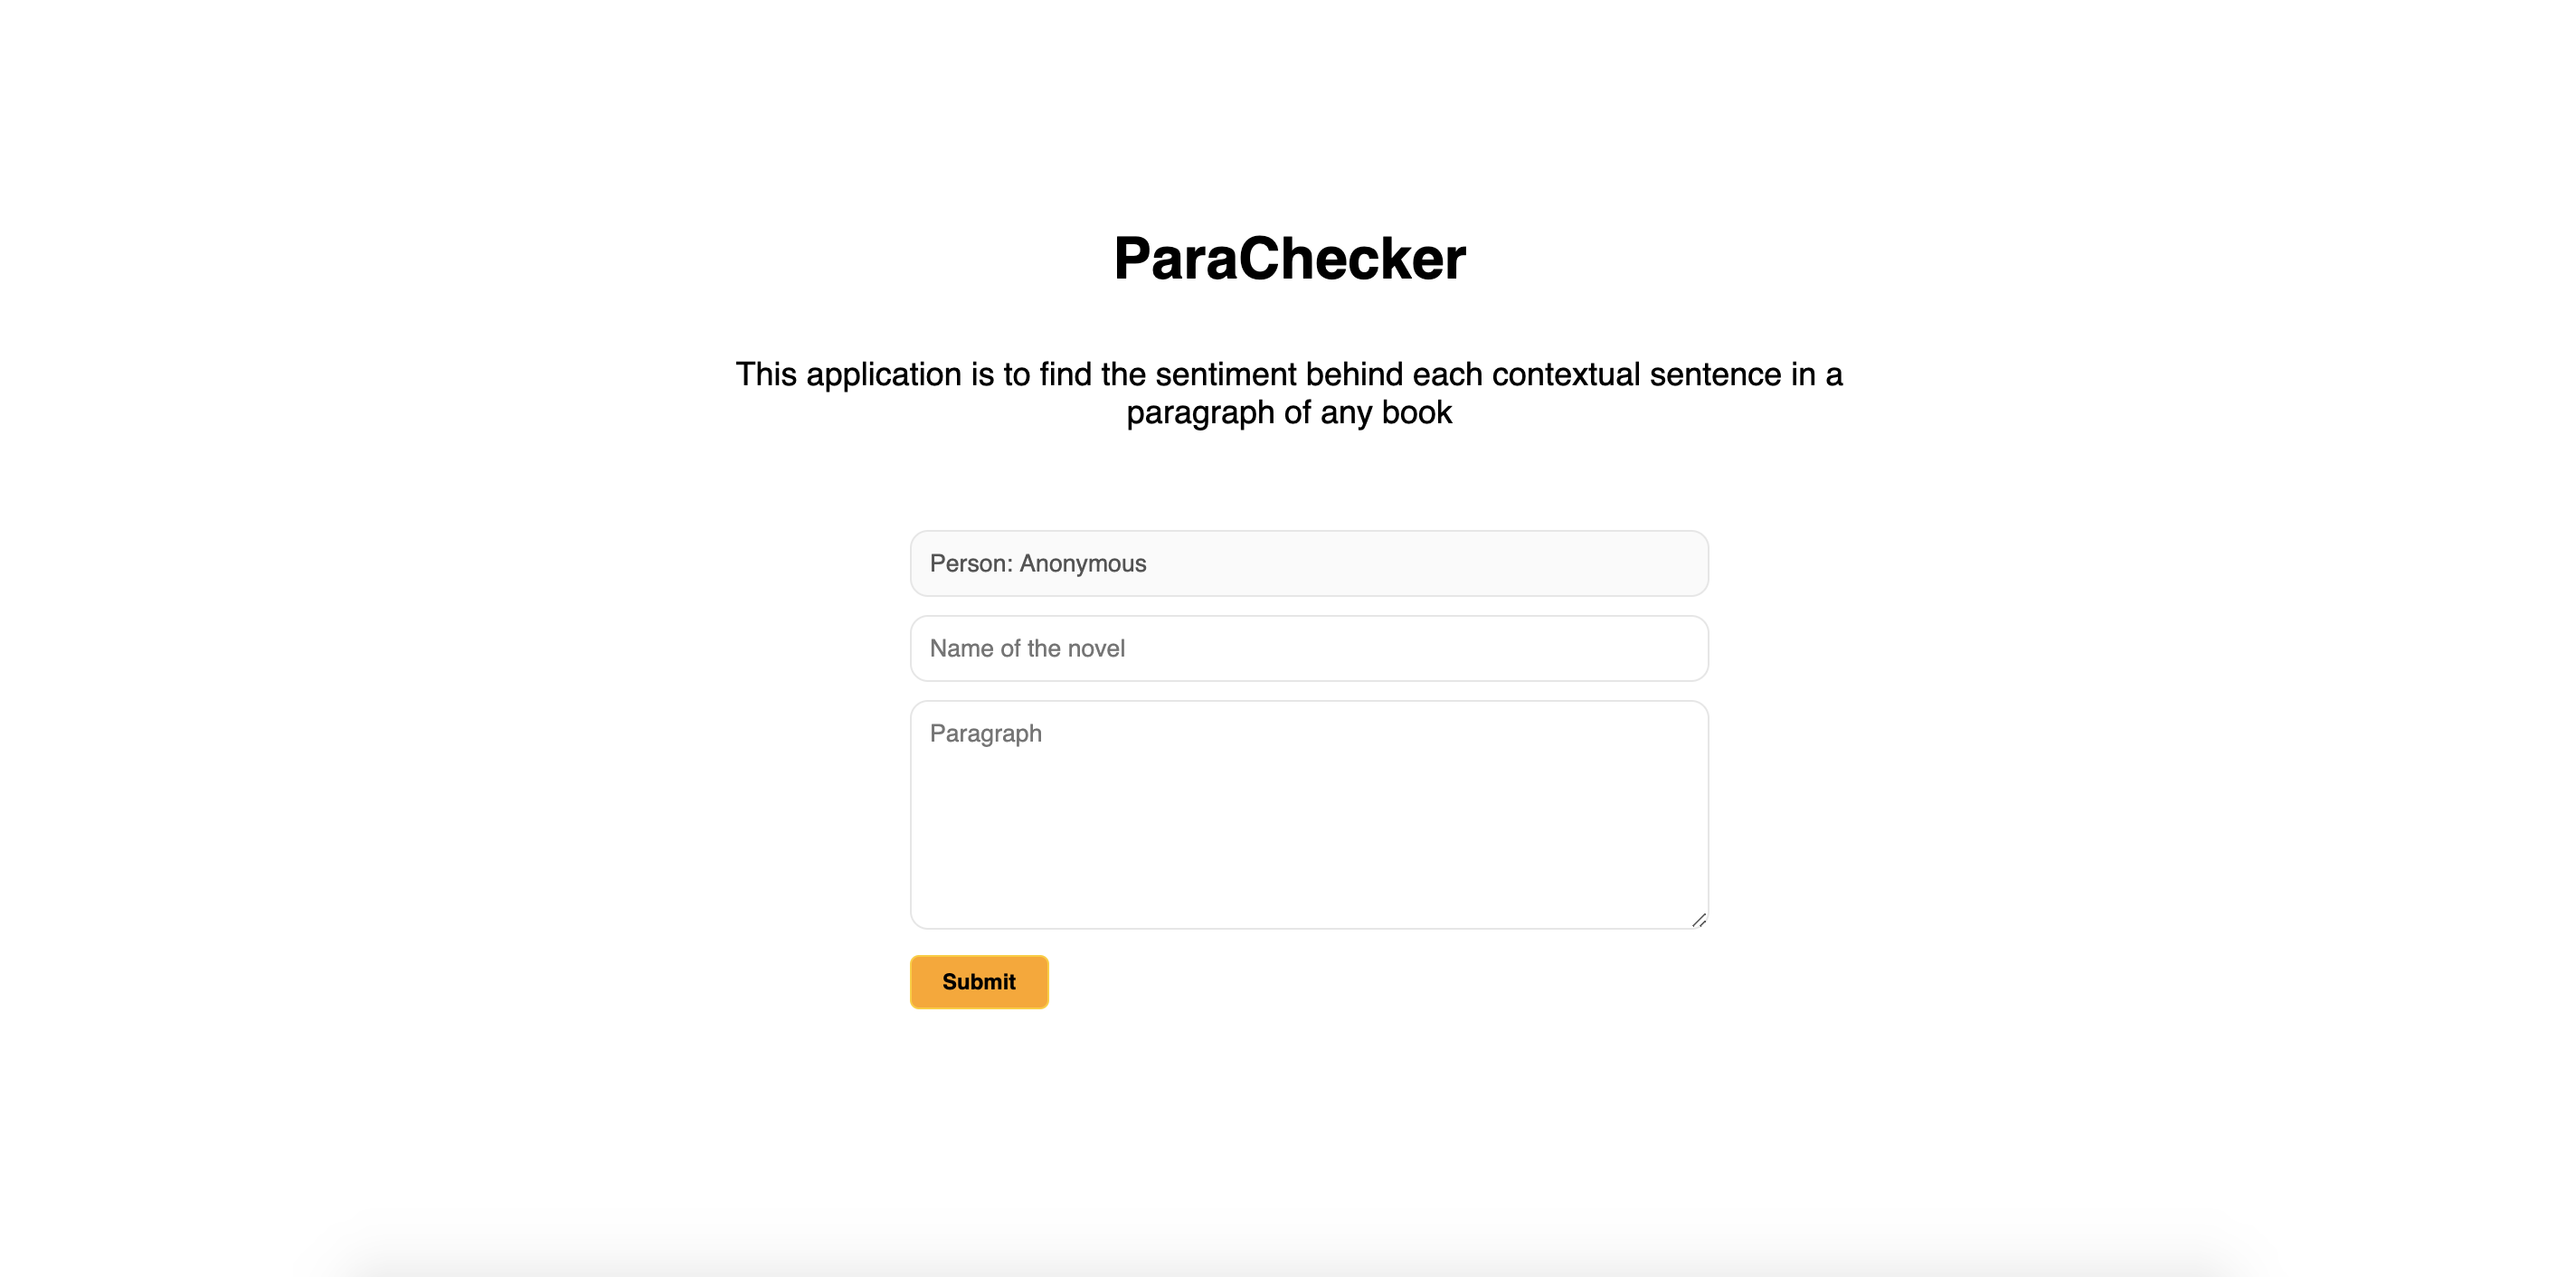 ParaChecker
This application is to find the sentiment behind each contextual sentence in a
paragraph of any book
Person: Anonymous
Name of the novel
Paragraph
Submit